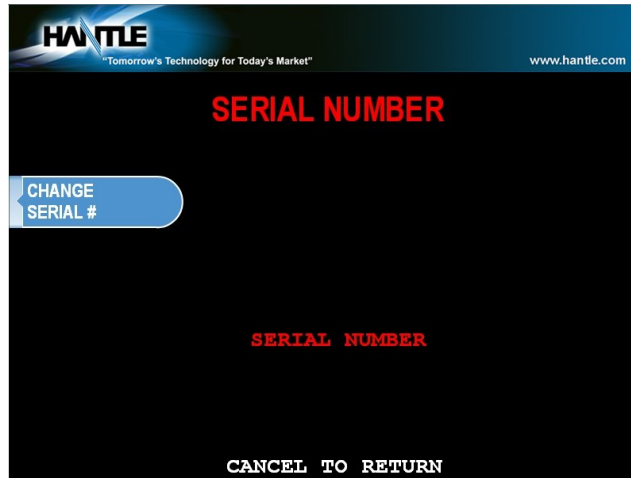 HANTLE
"Tomorrow's Technology for Today's Market"
www.hantle.com
SERIAL NUMBER
CHANGE
SERIAL #
SERIAL NUMBER
CANCEL TO RETURN